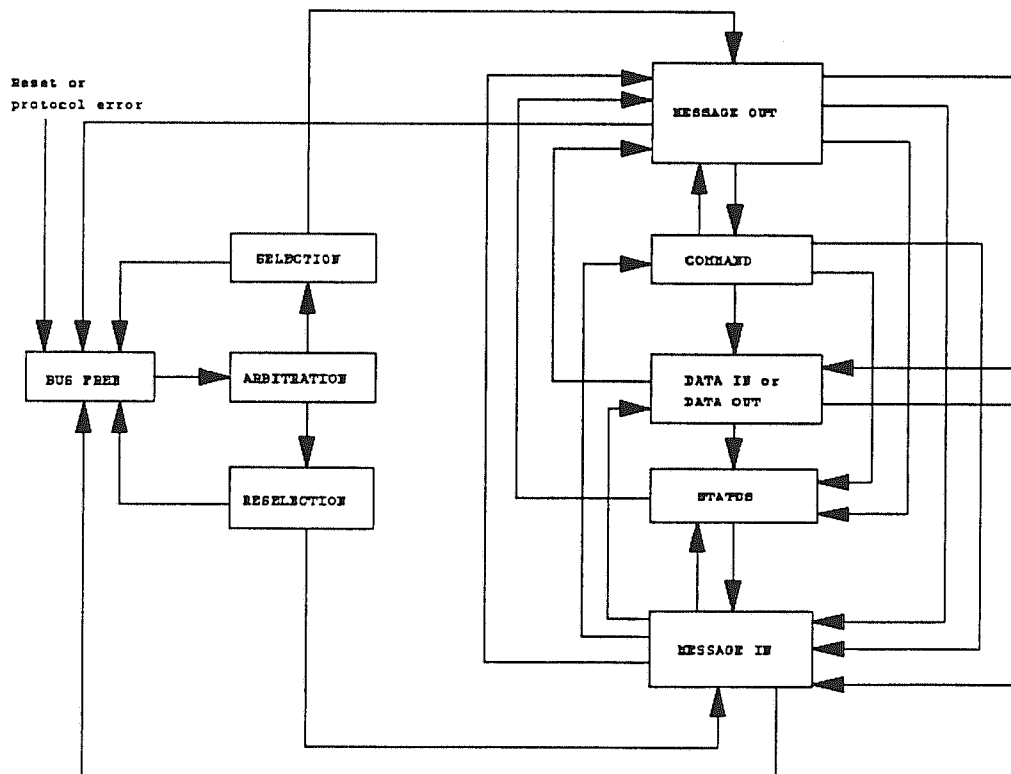 Reset or
protocol error
MESSAGE OUT
SELECTION
COMMAND
BUS FREE
ARBITRATION
DATA IN or
DATA OUT
RESELECTION
STATUS
MESSAGE IN